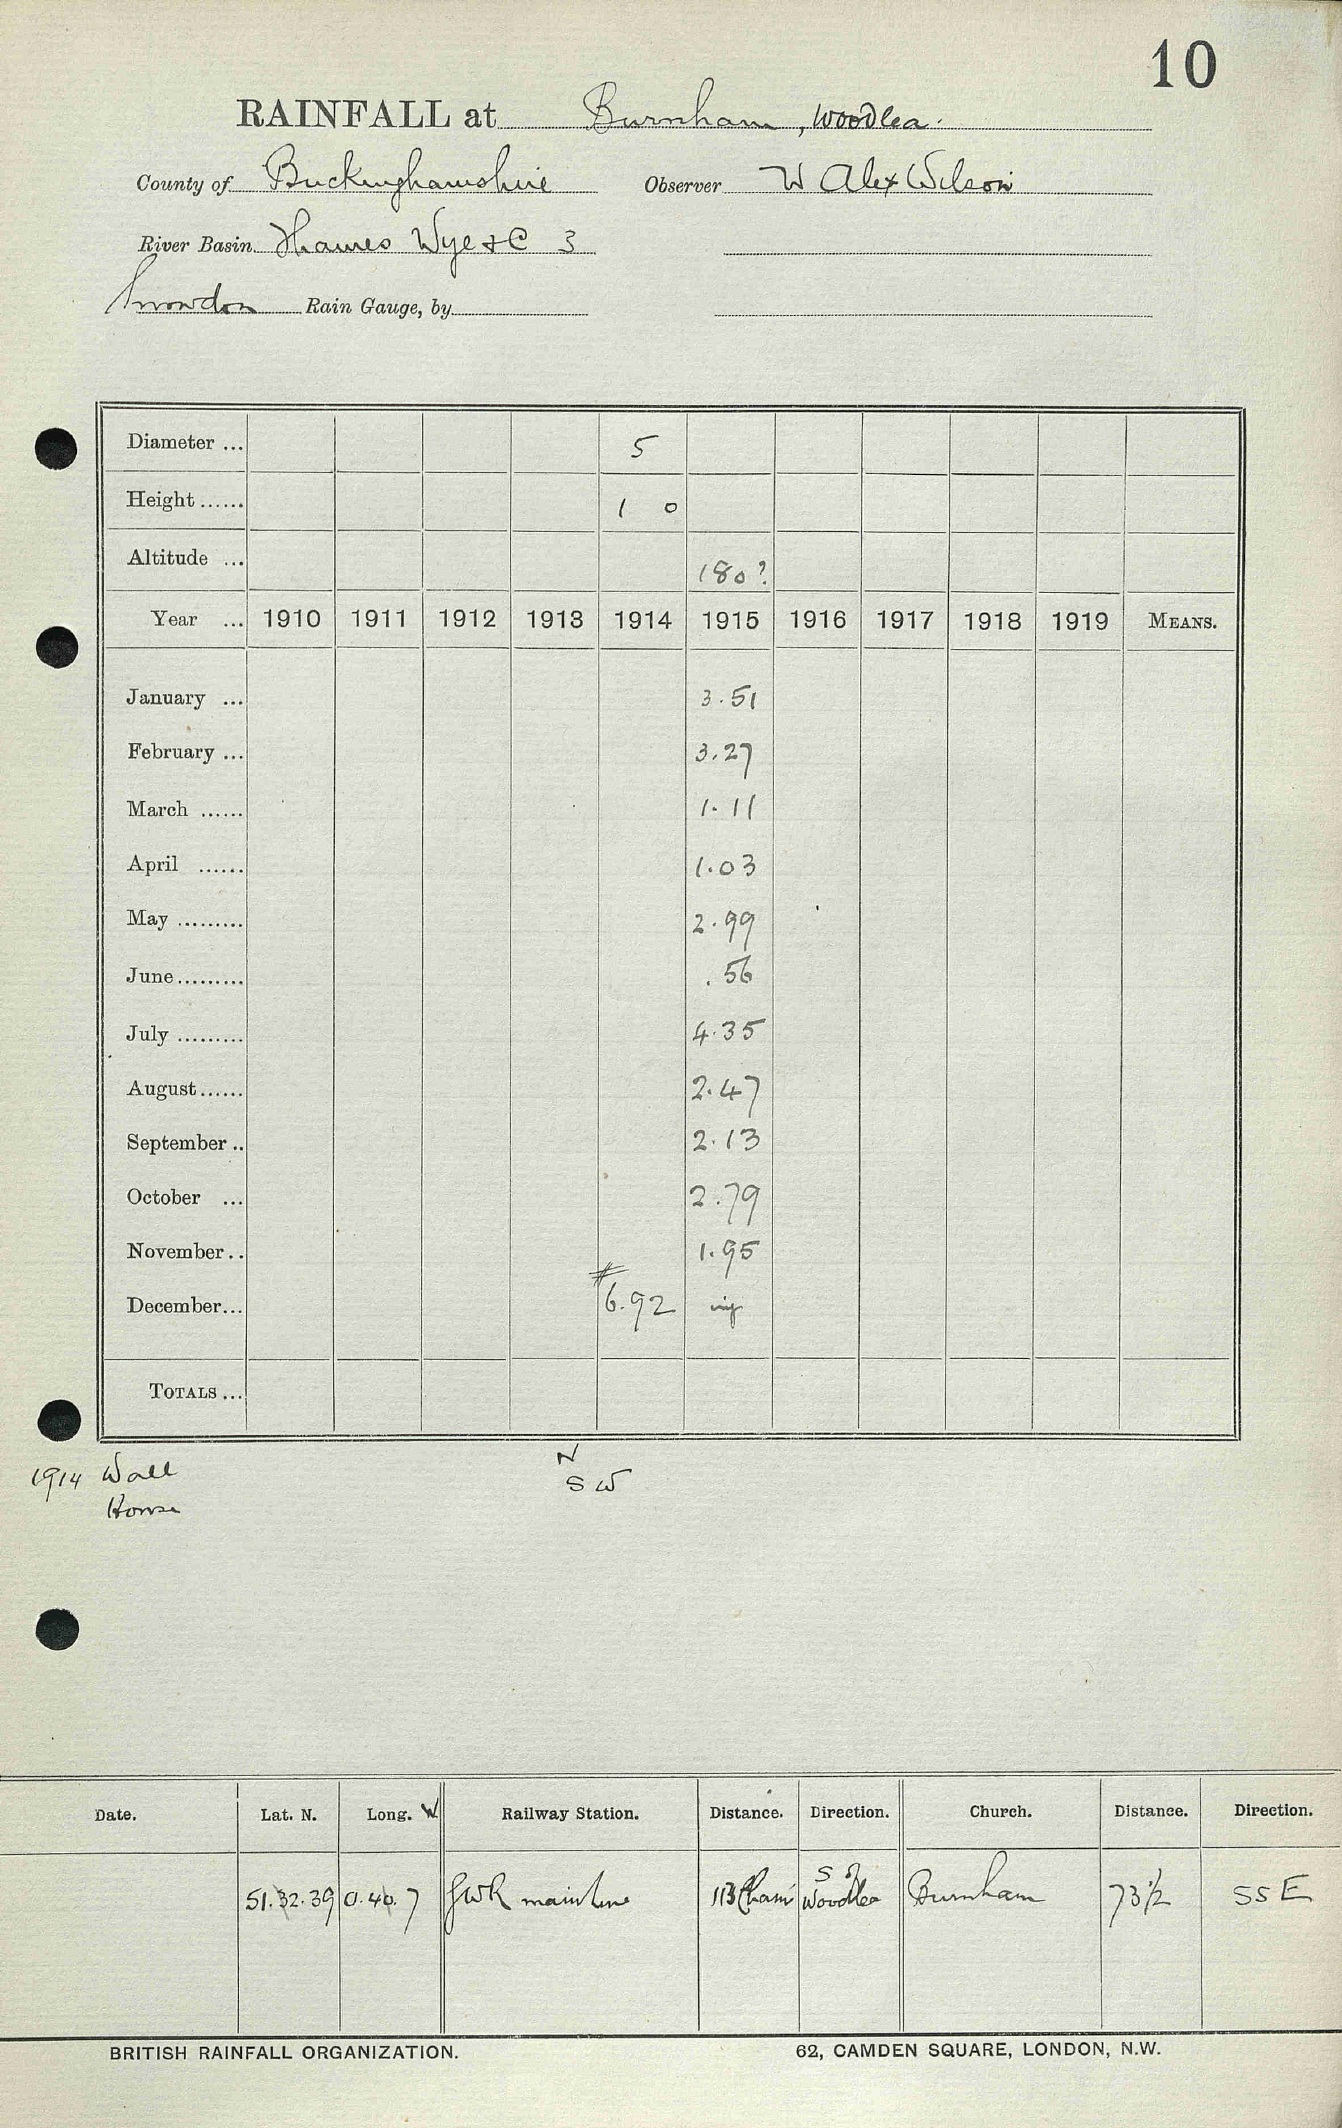 10
RAINFALL at Burnham, Woodlea.
County of Buckinghamshire Observer W Alex Wilson
River Basin Thames Wye & C 3
Snowdon Rain Gauge, by
Diameter ... 5
Height...... 1 0
Altitude ... 180?
Year ... 1910 1911 1912 1913 1914 1915 1916 1917 1918 1919 MEANS.
January ... 3.51
February ... 3.27
March ...... 1.11
April ...... 1.03
May ......... 2.99
June......... .56
July ......... 4.35
August...... 2.47
September .. 2.13
October ... 2.79
November.. 1.95
December... # 6.92
TOTALS ...
1914 Wall N
House S W
Date. Lat. N. Long. W Railway Station. Distance. Direction. Church. Distance. Direction.
51.32.39 0.40.7 GWR main line 113 Chains S of Woodlea Burnham 73½ SSE
BRITISH RAINFALL ORGANIZATION. 62, CAMDEN SQUARE, LONDON, N.W.